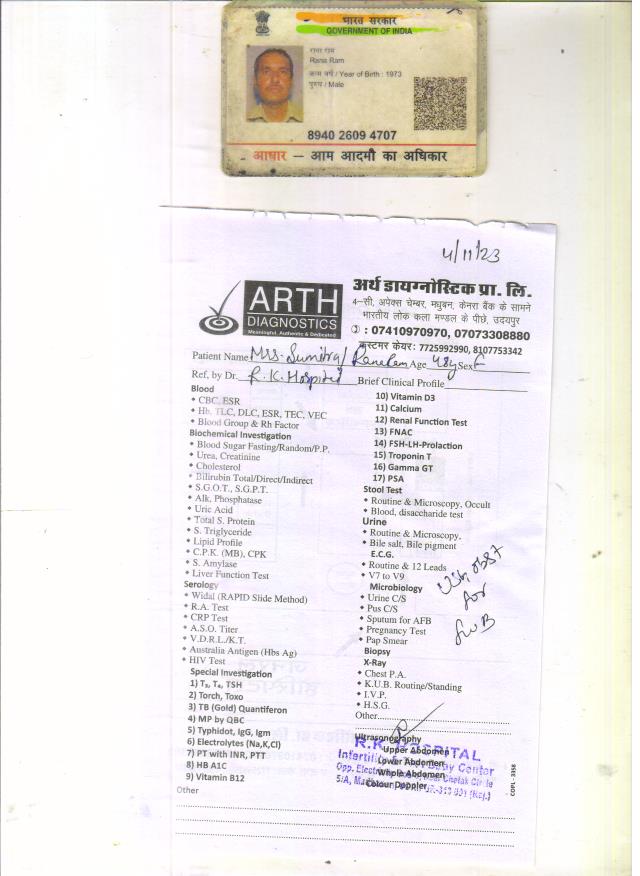 भारत सरकार
GOVERNMENT OF INDIA
राना राम
Rana Ram
जन्म वर्ष / Year of Birth : 1973
पुरुष / Male
8940 2609 4707
आधार — आम आदमी का अधिकार
4/11/23
ARTH
DIAGNOSTICS
Meaningful, Authentic & Dedicated
अर्थ डायग्नोस्टिक प्रा. लि.
4-सी, अपेक्स चेम्बर, मधुबन, केनरा बैंक के सामने
भारतीय लोक कला मण्डल के पीछे, उदयपुर
: 07410970970, 07073308880
कस्टमर केयर: 7725992990, 8107753342
Patient Name Mrs. Sumitra / Age 48y Sex F
Ref, by Dr. R.K. Hospital Brief Clinical Profile
Blood
CBC, ESR
Hb, TLC, DLC, ESR, TEC, VEC
Blood Group & Rh Factor
Biochemical Investigation
Blood Sugar Fasting/Random/P.P.
Urea, Creatinine
Cholesterol
Bilirubin Total/Direct/Indirect
S.G.O.T., S.G.P.T.
Alk, Phosphatase
Uric Acid
Total S. Protein
S. Triglyceride
Lipid Profile
C.P.K. (MB), CPK
S. Amylase
Liver Function Test
Serology
Widal (RAPID Slide Method)
R.A. Test
CRP Test
A.S.O. Titer
V.D.R.L./K.T.
Australia Antigen (Hbs Ag)
HIV Test
Special Investigation
1) T₃, T₄, TSH
2) Torch, Toxo
3) TB (Gold) Quantiferon
4) MP by QBC
5) Typhidot, IgG, Igm
6) Electrolytes (Na,K,Cl)
7) PT with INR, PTT
8) HB A1C
9) Vitamin B12
Other
10) Vitamin D3
11) Calcium
12) Renal Function Test
13) FNAC
14) FSH-LH-Prolaction
15) Troponin T
16) Gamma GT
17) PSA
Stool Test
Routine & Microscopy, Occult
Blood, disaccharide test
Urine
Routine & Microscopy.
Bile salt, Bile pigment
E.C.G.
Routine & 12 Leads
V7 to V9
Microbiology
Urine C/S
Pus C/S
Sputum for AFB
Pregnancy Test
Pap Smear
Biopsy
X-Ray
Chest P.A.
K.U.B. Routine/Standing
I.V.P.
H.S.G.
Other
Ultrasonography
Upper Abdomen
Lower Abdomen
Whole Abdomen
Colour Doppler
for
R.K. HOSPITAL
COPL - 3358